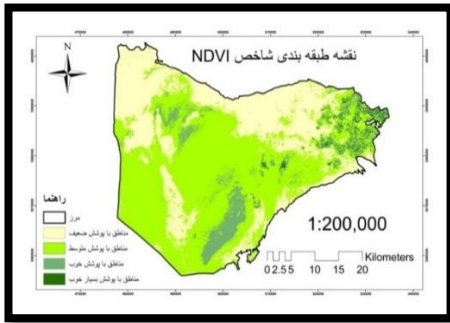 نقشه طبقه بندی شاخص NDVI
N
راهنما
مرز
مناطق با پوشش ضعیف
مناطق با پوشش متوسط
مناطق با پوشش خوب
مناطق با پوشش بسیار خوب
1:200,000
Kilometers
0 2.5 5 10 15 20